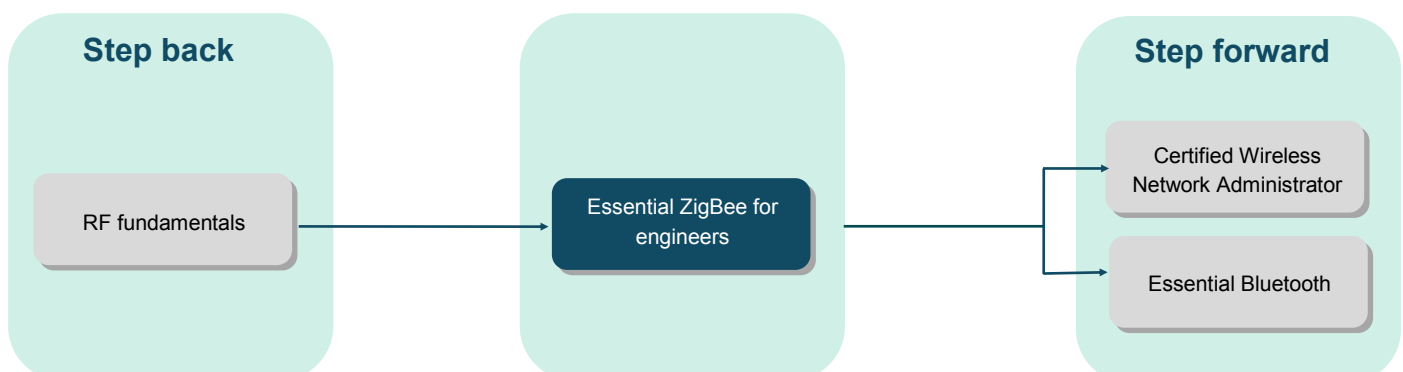 Step back
RF fundamentals
Essential ZigBee for
engineers
Step forward
Certified Wireless
Network Administrator
Essential Bluetooth